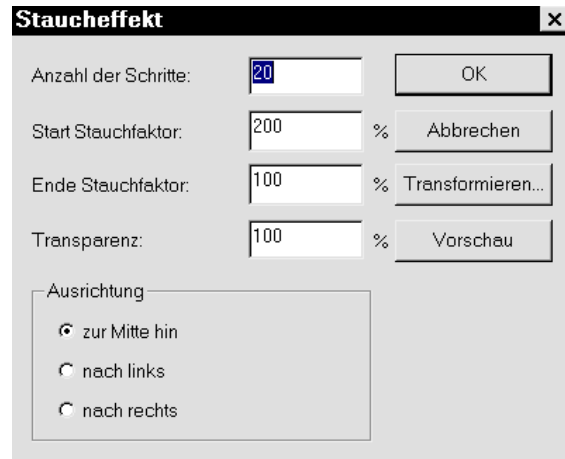 Staucheffekt
Anzahl der Schritte: 20 OK
Start Stauchfaktor: 200 % Abbrechen
Ende Stauchfaktor: 100 % Transformieren...
Transparenz: 100 % Vorschau
Ausrichtung
zur Mitte hin
nach links
nach rechts